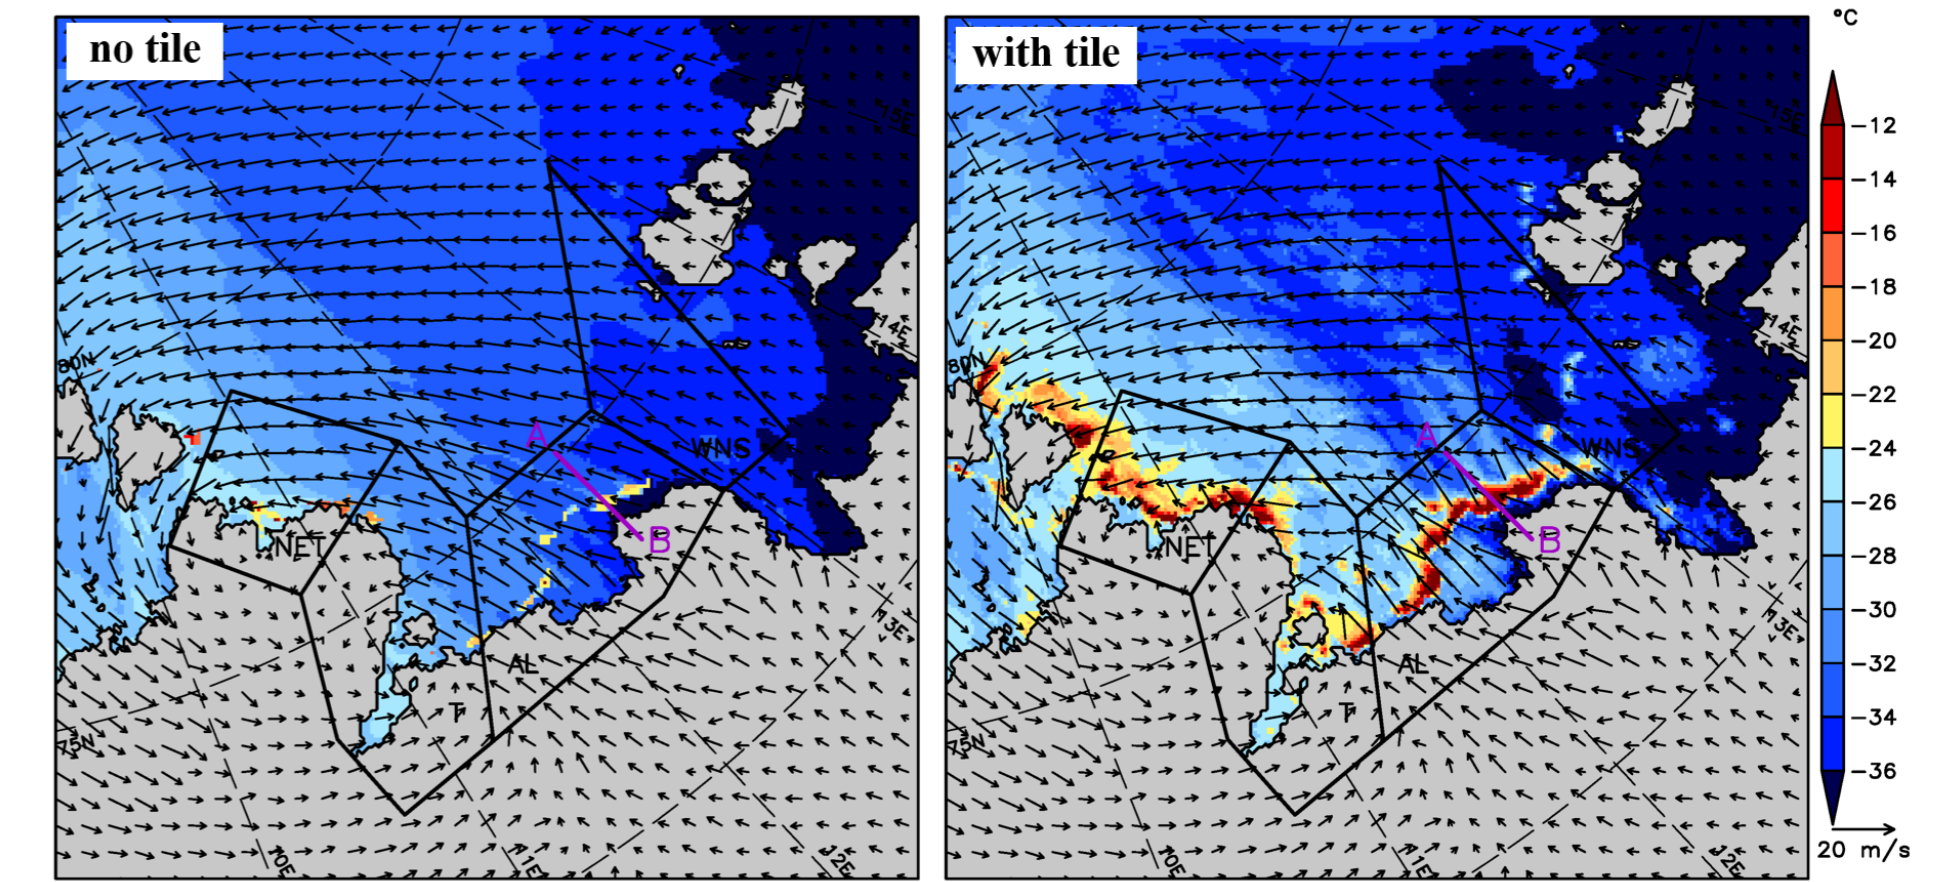 no tile
with tile
°C
15E
15E
-12
-14
-16
-18
14E
14E
-20
80N
80N
-22
A
WNS
A
WNS
-24
-26
NET
B
NET
B
-28
-30
13E
13E
-32
AL
AL
T
T
-34
75N
75N
-36
10E
11E
12E
10E
11E
12E
20 m/s